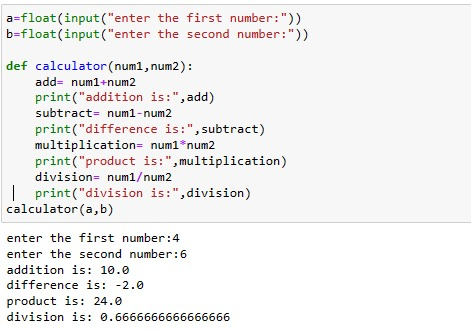 a=float(input("enter the first number:"))
b=float(input("enter the second number:"))
def calculator(num1,num2):
    add= num1+num2
    print("addition is:",add)
    subtract= num1-num2
    print("difference is:",subtract)
    multiplication= num1*num2
    print("product is:",multiplication)
    division= num1/num2
    print("division is:",division)
calculator(a,b)
enter the first number:4
enter the second number:6
addition is: 10.0
difference is: -2.0
product is: 24.0
division is: 0.6666666666666666